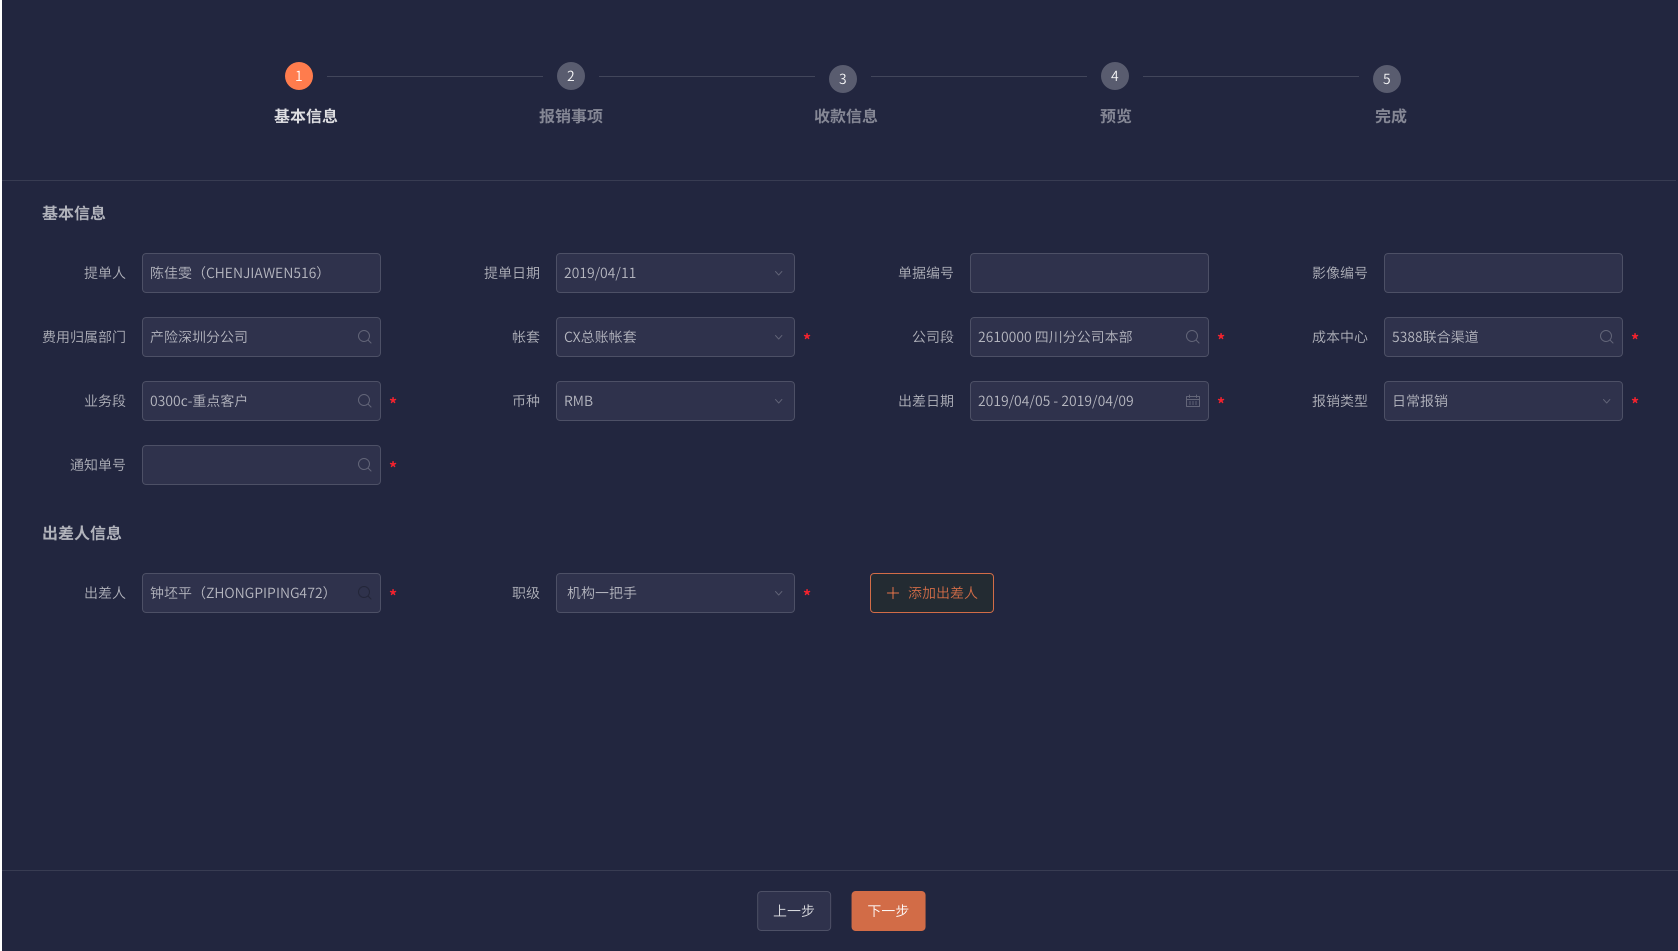 1 2 3 4 5
基本信息 报销事项 收款信息 预览 完成
基本信息
提单人 陈佳雯（CHENJIAWEN516） 提单日期 2019/04/11 单据编号 影像编号
费用归属部门 产险深圳分公司 帐套 CX总账帐套 * 公司段 2610000 四川分公司本部 * 成本中心 5388联合渠道 *
业务段 0300c-重点客户 * 币种 RMB 出差日期 2019/04/05 - 2019/04/09 * 报销类型 日常报销 *
通知单号 *
出差人信息
出差人 钟坯平（ZHONGPIPING472） * 职级 机构一把手 * + 添加出差人
上一步 下一步